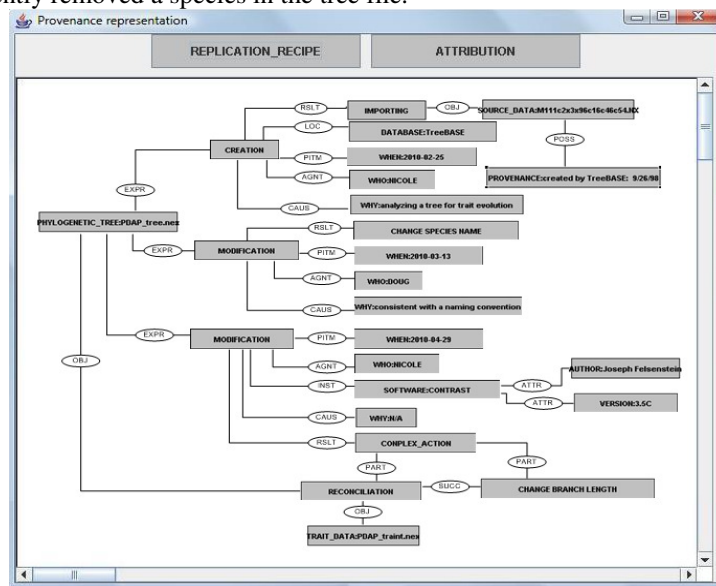 ently removed a species in the tree file.
Provenance representation
REPLICATION_RECIPE
ATTRIBUTION
RSLT
IMPORTING
OBJ
SOURCE_DATA:M111c2x3x96c16c46c54.NX
LOC
DATABASE:TreeBASE
POSS
CREATION
PITM
WHEN:2010-02-25
AGNT
WHO:NICOLE
PROVENANCE:created by TreeBASE: 9/26/98
EXPR
CAUS
WHY:analyzing a tree for trait evolution
PHYLOGENETIC_TREE:PDAP_tree.nex
RSLT
CHANGE SPECIES NAME
EXPR
MODIFICATION
PITM
WHEN:2010-03-13
AGNT
WHO:DOUG
CAUS
WHY:consistent with a naming convention
EXPR
MODIFICATION
PITM
WHEN:2010-04-29
OBJ
AGNT
WHO:NICOLE
AUTHOR:Joseph Felsenstein
INST
SOFTWARE:CONTRAST
ATTR
ATTR
VERSION:3.5C
CAUS
WHY:N/A
RSLT
CONPLEX_ACTION
PART
PART
RECONCILIATION
SUCC
CHANGE BRANCH LENGTH
OBJ
TRAIT_DATA:PDAP_traint.nex